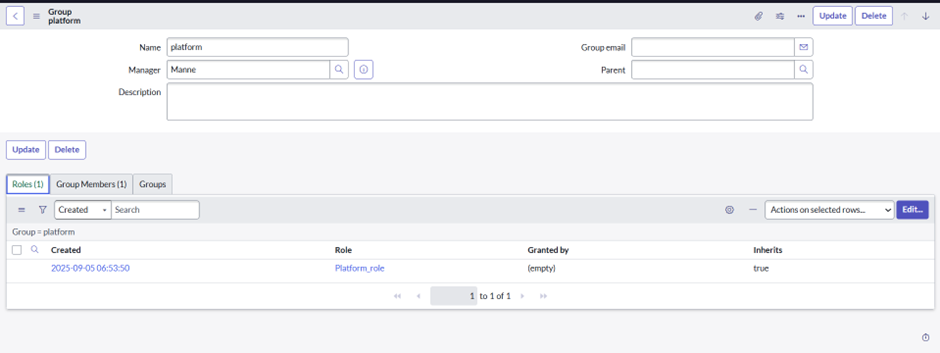 Group
platform
Update Delete
Name platform Group email
Manager Manne Parent
Description
Update Delete
Roles (1) Group Members (1) Groups
Created Search Actions on selected rows... Edit...
Group = platform
Created Role Granted by Inherits
2025-09-05 06:53:50 Platform_role (empty) true
1 to 1 of 1